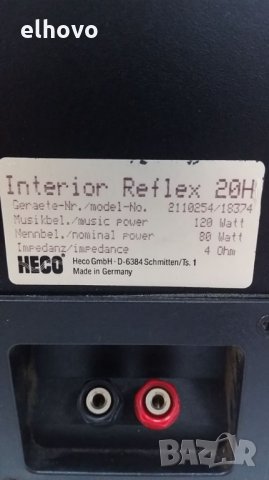 elhovo
Interior Reflex 20H
Geraete-Nr./model-No. 2110254/18374
Musikbel./music power 120 Watt
Nennbel./nominal power 80 Watt
Impedanz/impedance 4 Ohm
HECO Heco GmbH · D-6384 Schmitten/Ts. 1
Made in Germany
BAZAR